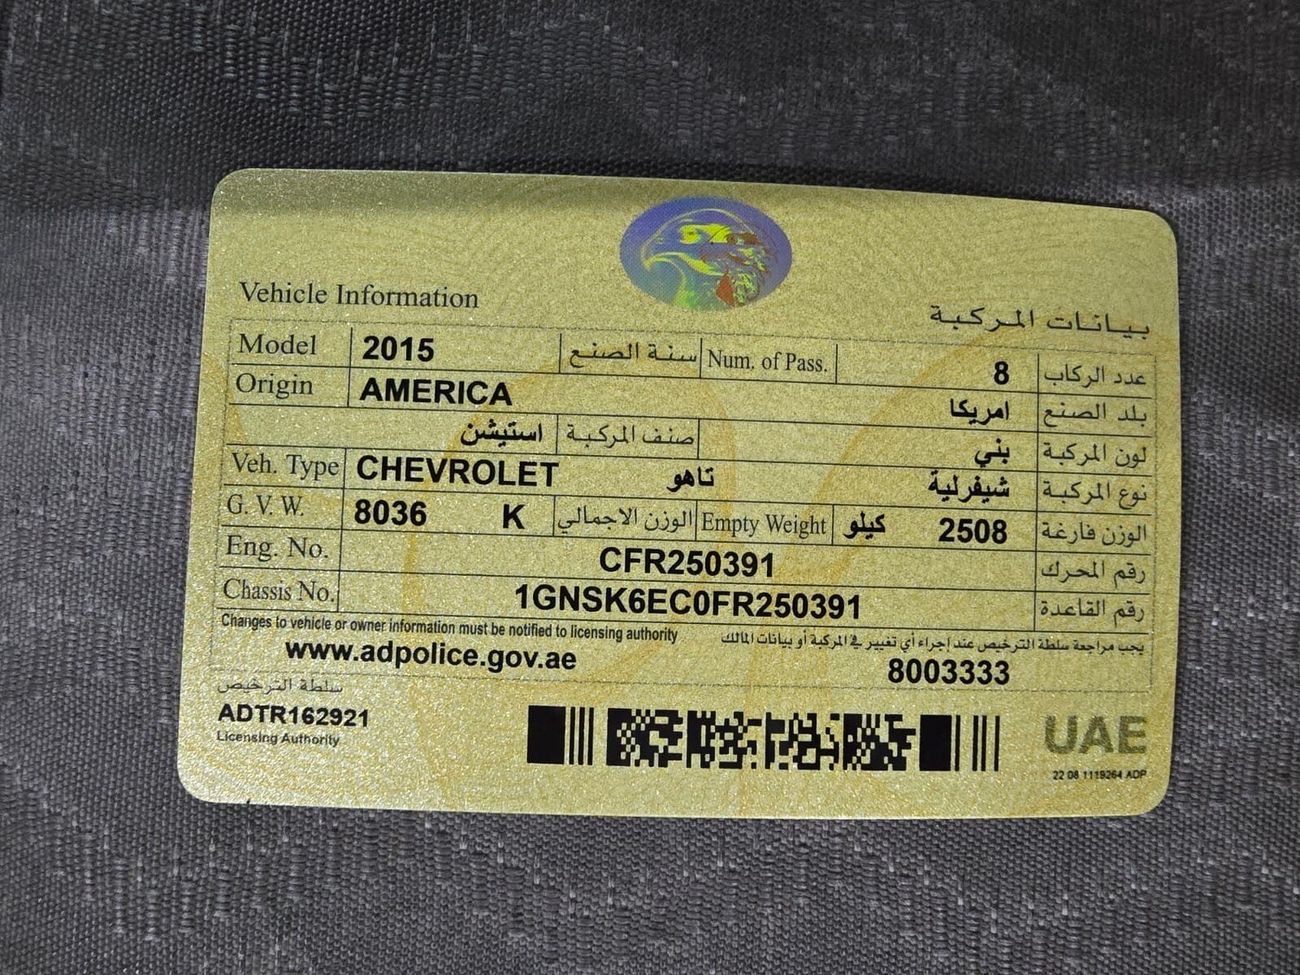 Vehicle Information بيانات المركبة
Model 2015 سنة الصنع Num. of Pass. 8 عدد الركاب
Origin AMERICA امريكا بلد الصنع
استيشن صنف المركبة بني لون المركبة
Veh. Type CHEVROLET تاهو شيفرلية نوع المركبة
G. V. W. 8036 K الوزن الاجمالي Empty Weight كيلو 2508 الوزن فارغة
Eng. No. CFR250391 رقم المحرك
Chassis No. 1GNSK6EC0FR250391 رقم القاعدة
Changes to vehicle or owner information must be notified to licensing authority يجب مراجعة سلطة الترخيص عند إجراء أي تغيير في المركبة أو بيانات المالك
www.adpolice.gov.ae 8003333
سلطة الترخيص
ADTR162921
Licensing Authority
UAE
22 08 1119264 ADP